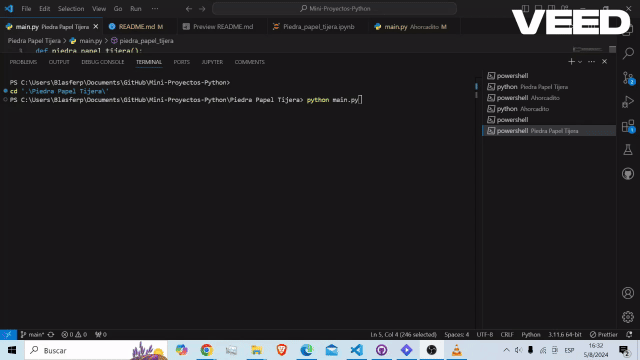 File Edit Selection View Go Run ···
Mini-Proyectos-Python
VEED
main.py Piedra Papel Tijera
README.md M
Preview README.md
Piedra_papel_tijera.ipynb
main.py Ahorcadito M
Piedra Papel Tijera > main.py > piedra_papel_tijera
3 def piedra_papel_tijera():
PROBLEMS OUTPUT DEBUG CONSOLE TERMINAL PORTS JUPYTER COMMENTS
PS C:\Users\Blasferp\Documents\GitHub\Mini-Proyectos-Python>
cd '.\Piedra Papel Tijera\'
PS C:\Users\Blasferp\Documents\GitHub\Mini-Proyectos-Python\Piedra Papel Tijera> python main.py
powershell
python Piedra Papel Tijera
powershell Ahorcadito
python Ahorcadito
powershell
powershell Piedra Papel Tijera
main* 0 0 0 Ln 5, Col 4 (246 selected) Spaces: 4 UTF-8 CRLF Python 3.11.6 64-bit Prettier
Buscar
ESP
16:32
5/8/2024